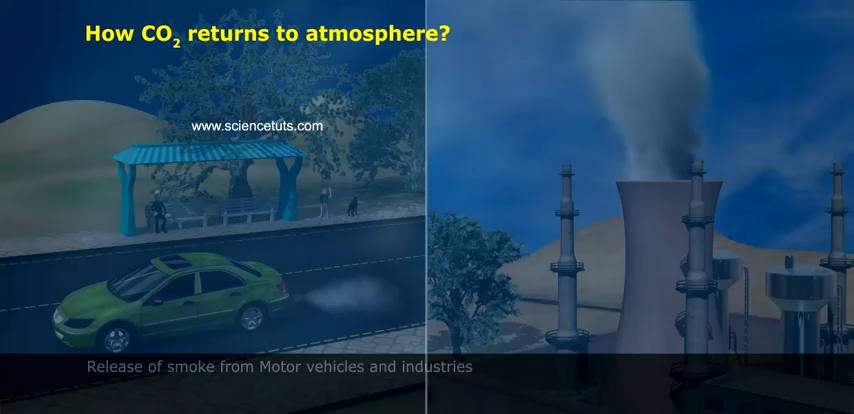 How CO₂ returns to atmosphere?
www.sciencetuts.com
Release of smoke from Motor vehicles and industries